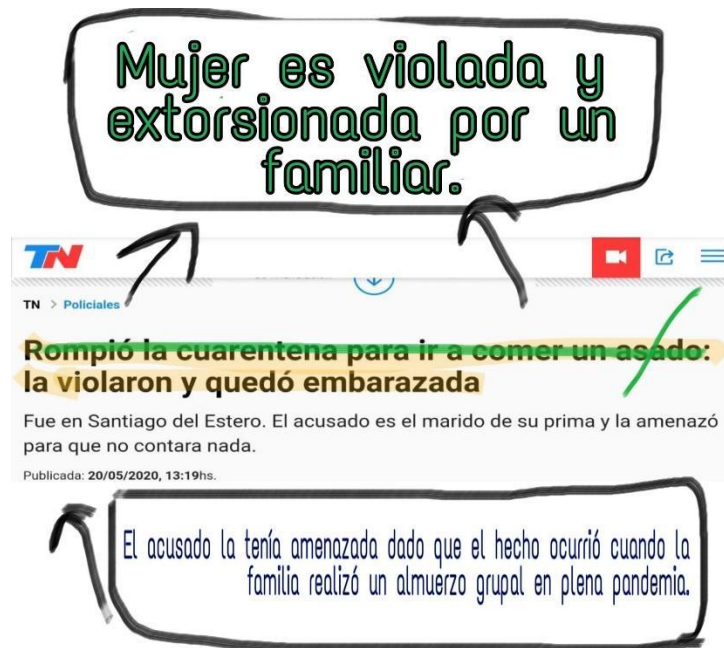 Mujer es violada y
extorsionada por un
familiar.
TN
TN > Policiales
Rompió la cuarentena para ir a comer un asado:
la violaron y quedó embarazada
Fue en Santiago del Estero. El acusado es el marido de su prima y la amenazó
para que no contara nada.
Publicada: 20/05/2020, 13:19hs.
El acusado la tenía amenazada dado que el hecho ocurrió cuando la
familia realizó un almuerzo grupal en plena pandemia.